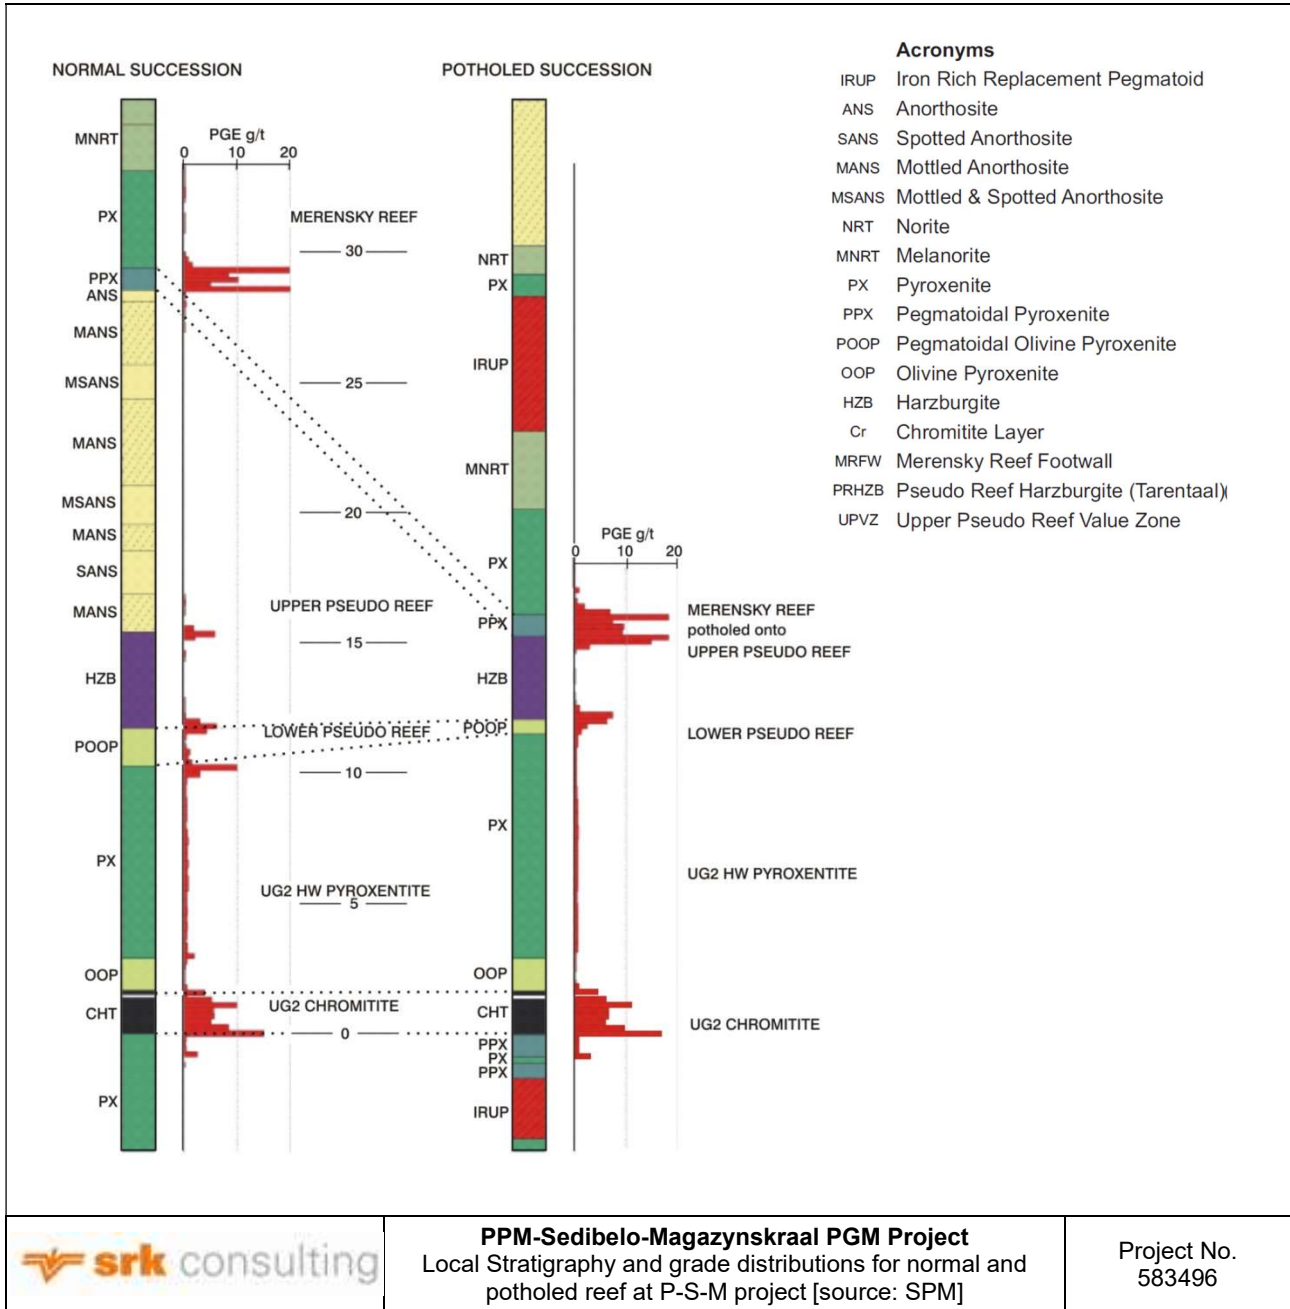 NORMAL SUCCESSION
MNRT
PX
PPX
ANS
MANS
MSANS
MANS
MSANS
MANS
SANS
MANS
HZB
POOP
PX
OOP
CHT
PX
PGE g/t
0 10 20
MERENSKY REEF
30
25
20
UPPER PSEUDO REEF
15
LOWER PSEUDO REEF
10
UG2 HW PYROXENTITE
5
UG2 CHROMITITE
0
POTHOLED SUCCESSION
NRT
PX
IRUP
MNRT
PX
PPX
HZB
POOP
PX
OOP
CHT
PPX
PX
PPX
IRUP
PGE g/t
0 10 20
MERENSKY REEF
potholed onto
UPPER PSEUDO REEF
LOWER PSEUDO REEF
UG2 HW PYROXENTITE
UG2 CHROMITITE
Acronyms
IRUP Iron Rich Replacement Pegmatoid
ANS Anorthosite
SANS Spotted Anorthosite
MANS Mottled Anorthosite
MSANS Mottled & Spotted Anorthosite
NRT Norite
MNRT Melanorite
PX Pyroxenite
PPX Pegmatoidal Pyroxenite
POOP Pegmatoidal Olivine Pyroxenite
OOP Olivine Pyroxenite
HZB Harzburgite
Cr Chromitite Layer
MRFW Merensky Reef Footwall
PRHZB Pseudo Reef Harzburgite (Tarentaal)(
UPVZ Upper Pseudo Reef Value Zone
srk consulting
PPM-Sedibelo-Magazynskraal PGM Project
Local Stratigraphy and grade distributions for normal and
potholed reef at P-S-M project [source: SPM]
Project No.
583496